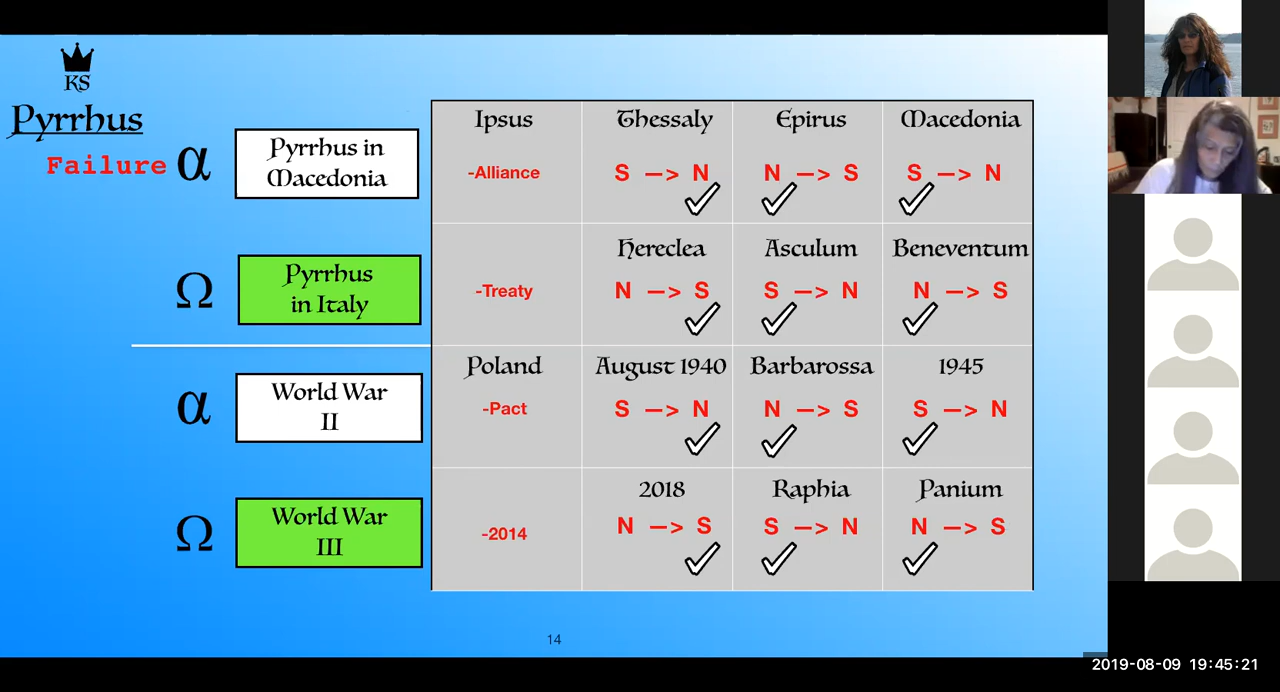 KS
Pyrrhus
Failure α
Pyrrhus in
Macedonia
Ipsus Thessaly Epirus Macedonia
-Alliance S —> N N —> S S —> N
Ω
Pyrrhus
in Italy
Hereclea Asculum Beneventum
-Treaty N —> S S —> N N —> S
α
World War
II
Poland August 1940 Barbarossa 1945
-Pact S —> N N —> S S —> N
Ω
World War
III
2018 Raphia Panium
-2014 N —> S S —> N N —> S
14
2019-08-09 19:45:21